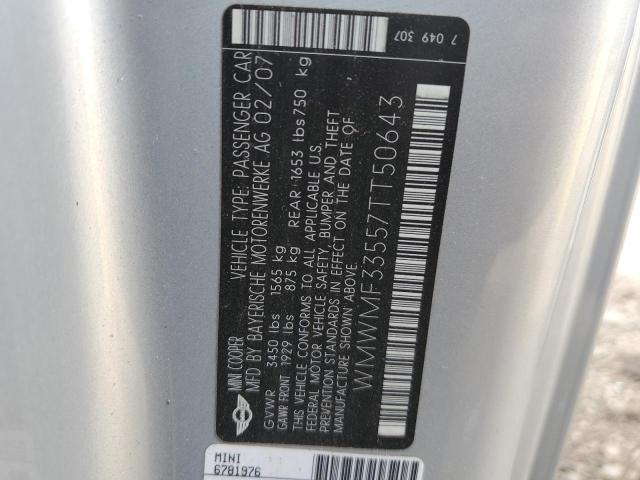 MINI COOPER VEHICLE TYPE: PASSENGER CAR
MFD BY BAYERISCHE MOTORENWERKE AG 02/07
GVWR 3450 lbs 1565 kg
GAWR FRONT 1929 lbs 875 kg REAR 1653 lbs 750 kg
THIS VEHICLE CONFORMS TO ALL APPLICABLE U.S.
FEDERAL MOTOR VEHICLE SAFETY, BUMPER AND THEFT
PREVENTION STANDARDS IN EFFECT ON THE DATE OF
MANUFACTURE SHOWN ABOVE.
WMWMF33557TT50643
7 049 307
MINI
6781976